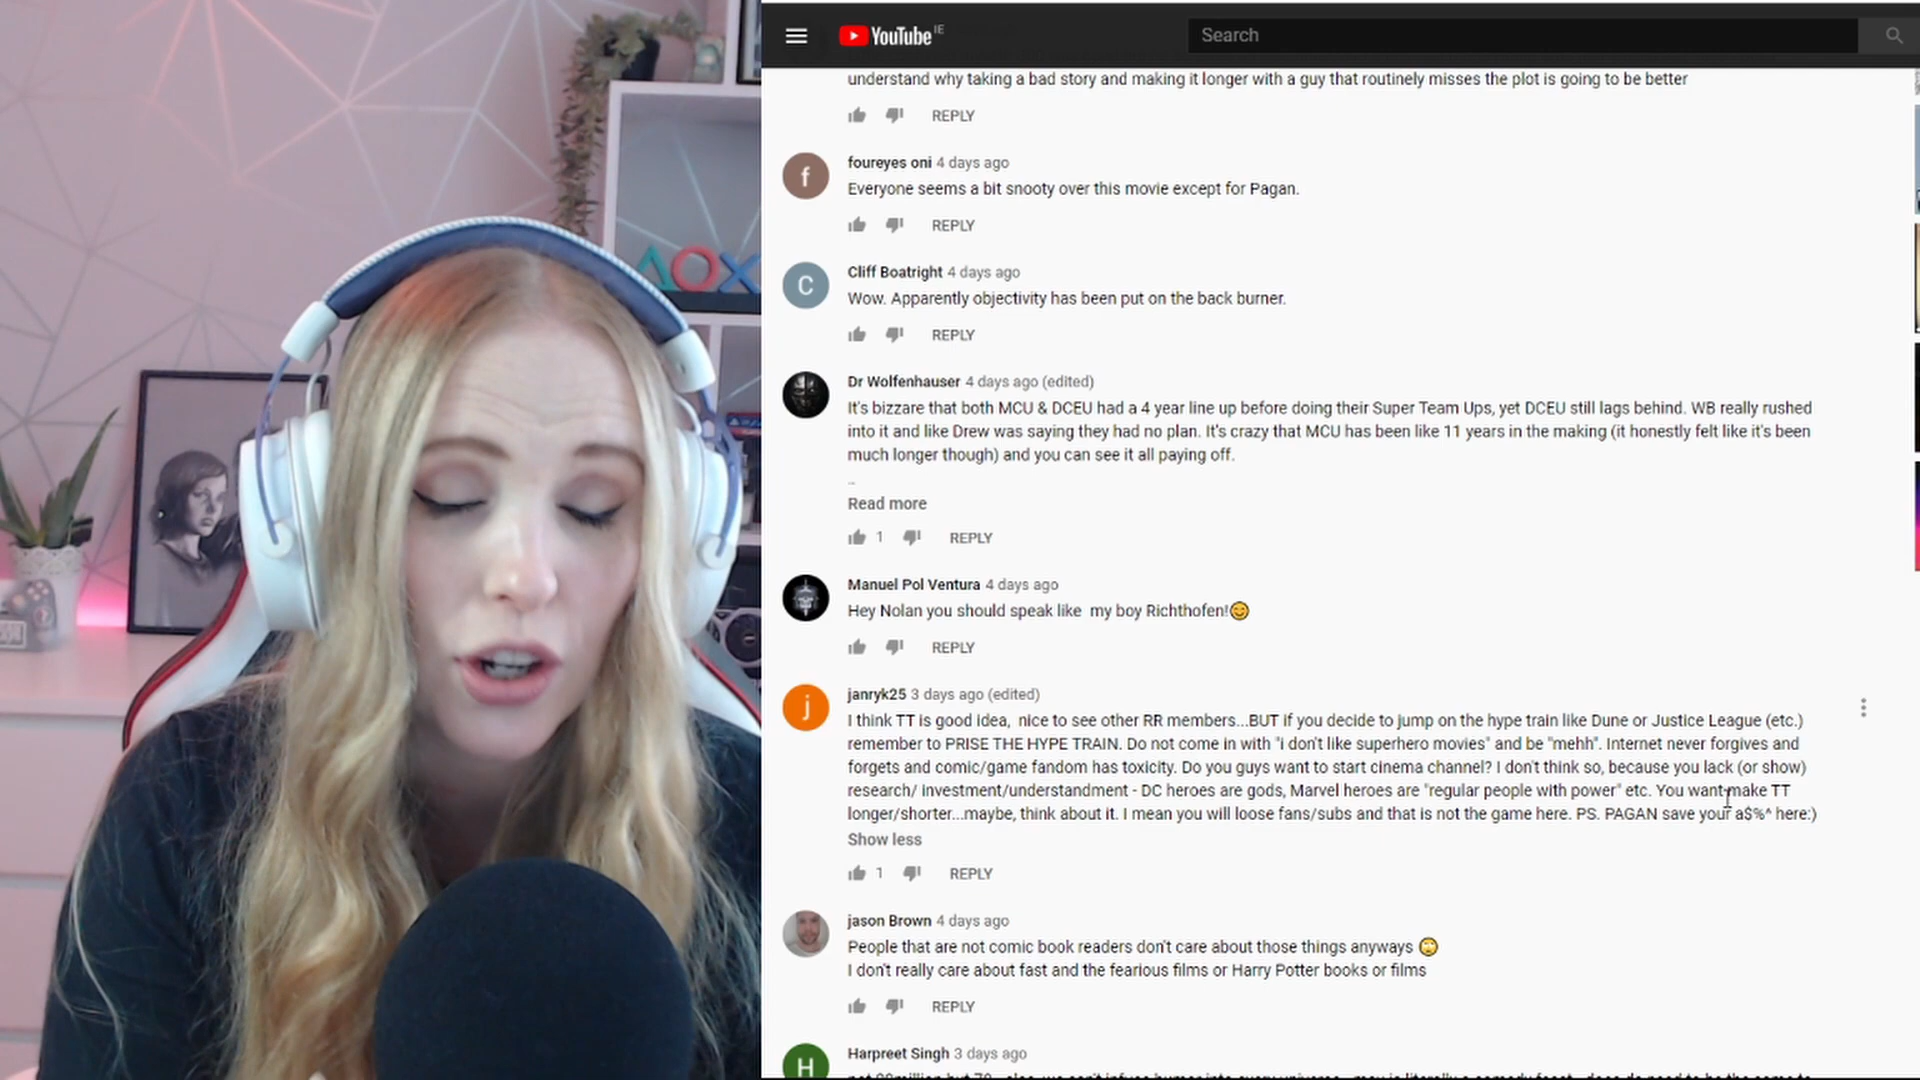 YouTube IE
Search
understand why taking a bad story and making it longer with a guy that routinely misses the plot is going to be better
REPLY
f
foureyes oni 4 days ago
Everyone seems a bit snooty over this movie except for Pagan.
REPLY
C
Cliff Boatright 4 days ago
Wow. Apparently objectivity has been put on the back burner.
REPLY
Dr Wolfenhauser 4 days ago (edited)
It's bizzare that both MCU & DCEU had a 4 year line up before doing their Super Team Ups, yet DCEU still lags behind. WB really rushed
into it and like Drew was saying they had no plan. It's crazy that MCU has been like 11 years in the making (it honestly felt like it's been
much longer though) and you can see it all paying off.
...
Read more
1 REPLY
Manuel Pol Ventura 4 days ago
Hey Nolan you should speak like my boy Richthofen!😊
REPLY
j
janryk25 3 days ago (edited)
I think TT is good idea, nice to see other RR members...BUT if you decide to jump on the hype train like Dune or Justice League (etc.)
remember to PRISE THE HYPE TRAIN. Do not come in with "i don't like superhero movies" and be "mehh". Internet never forgives and
forgets and comic/game fandom has toxicity. Do you guys want to start cinema channel? I don't think so, because you lack (or show)
research/ investment/understandment - DC heroes are gods, Marvel heroes are "regular people with power" etc. You want make TT
longer/shorter...maybe, think about it. I mean you will loose fans/subs and that is not the game here. PS. PAGAN save your a$%^ here:)
Show less
1 REPLY
jason Brown 4 days ago
People that are not comic book readers don't care about those things anyways 🙄
I don't really care about fast and the fearious films or Harry Potter books or films
REPLY
H
Harpreet Singh 3 days ago